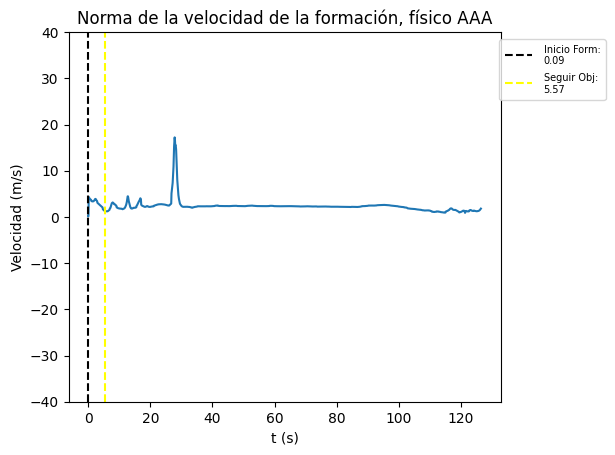 Norma de la velocidad de la formación, físico AAA
Inicio Form:
0.09
Seguir Obj:
5.57
Velocidad (m/s)
40
30
20
10
0
−10
−20
−30
−40
0 20 40 60 80 100 120
t (s)